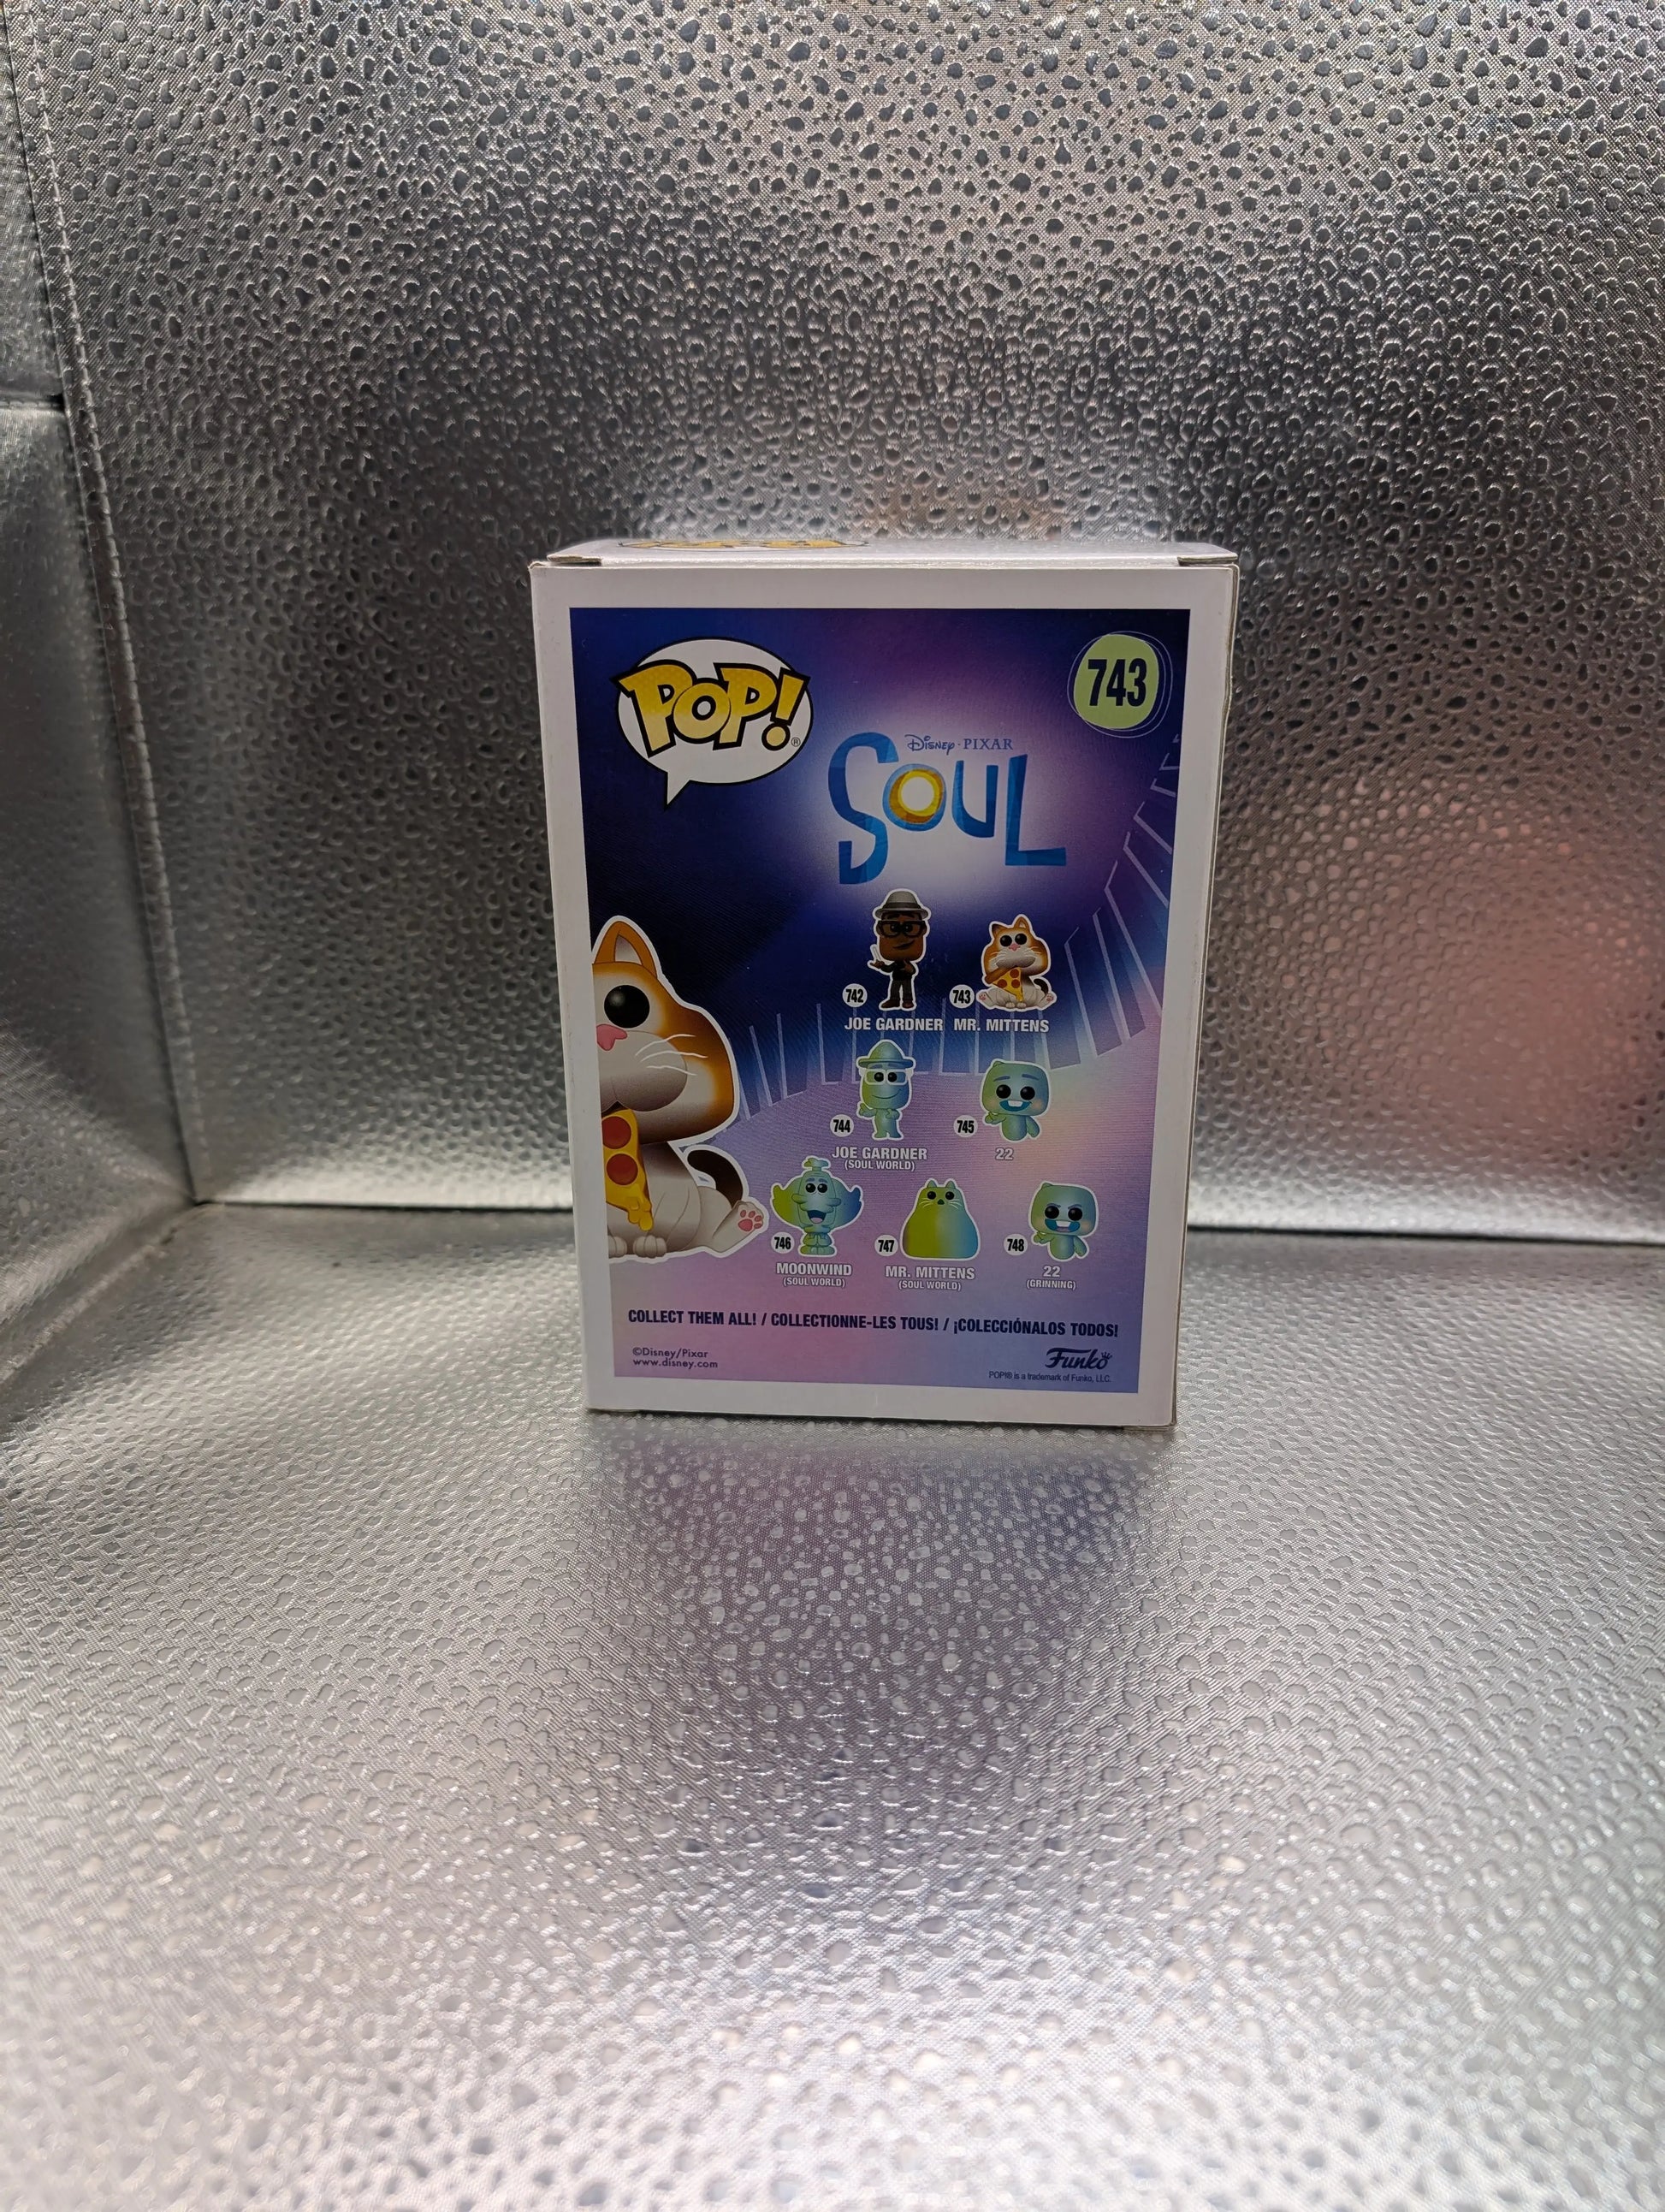 POP!®
743
Disney · PIXAR
SOUL
742
743
JOE GARDNER
MR. MITTENS
744
745
JOE GARDNER
(SOUL WORLD)
22
746
747
748
MOONWIND
(SOUL WORLD)
MR. MITTENS
(SOUL WORLD)
22
(GRINNING)
COLLECT THEM ALL! / COLLECTIONNE-LES TOUS! / ¡COLECCIÓNALOS TODOS!
©Disney/Pixar
www.disney.com
Funko
POP!® is a trademark of Funko, LLC.